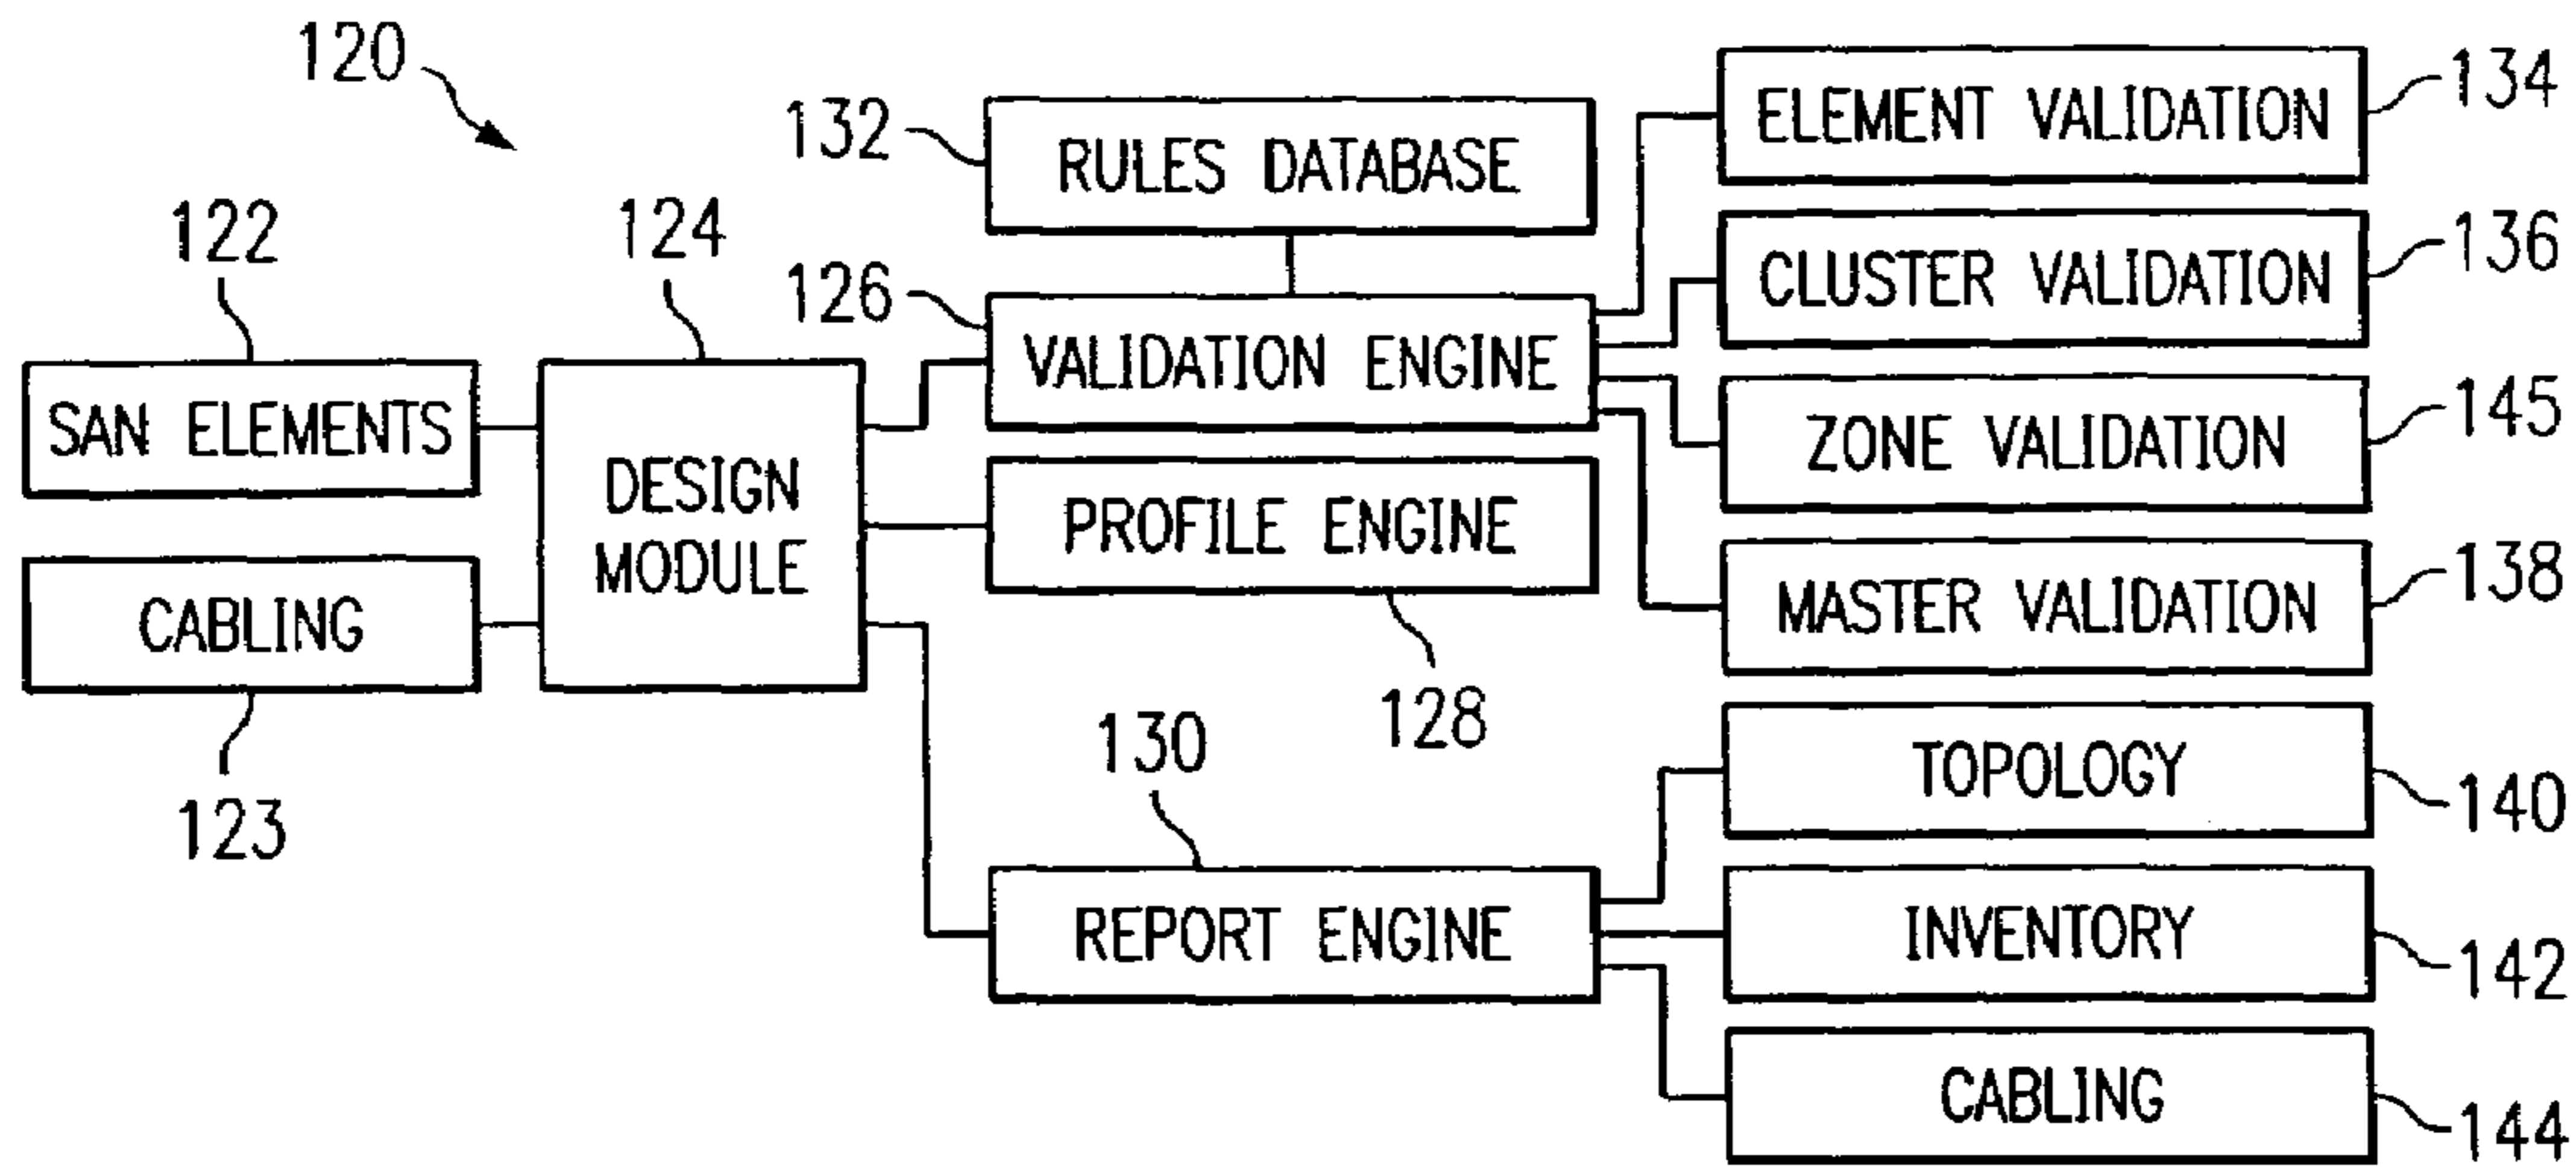 120
122
SAN ELEMENTS
CABLING
123
124
DESIGN
MODULE
132
RULES DATABASE
126
VALIDATION ENGINE
PROFILE ENGINE
128
130
REPORT ENGINE
ELEMENT VALIDATION
134
CLUSTER VALIDATION
136
ZONE VALIDATION
145
MASTER VALIDATION
138
TOPOLOGY
140
INVENTORY
142
CABLING
144